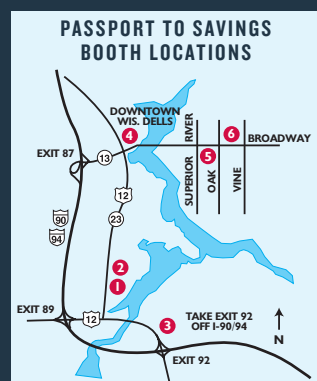 PASSPORT TO SAVINGS
BOOTH LOCATIONS
DOWNTOWN
WIS. DELLS
4
RIVER
6
BROADWAY
EXIT 87
13
5
SUPERIOR
OAK
VINE
12
90
94
23
2
1
EXIT 89
12
3
TAKE EXIT 92
OFF I-90/94
N
EXIT 92